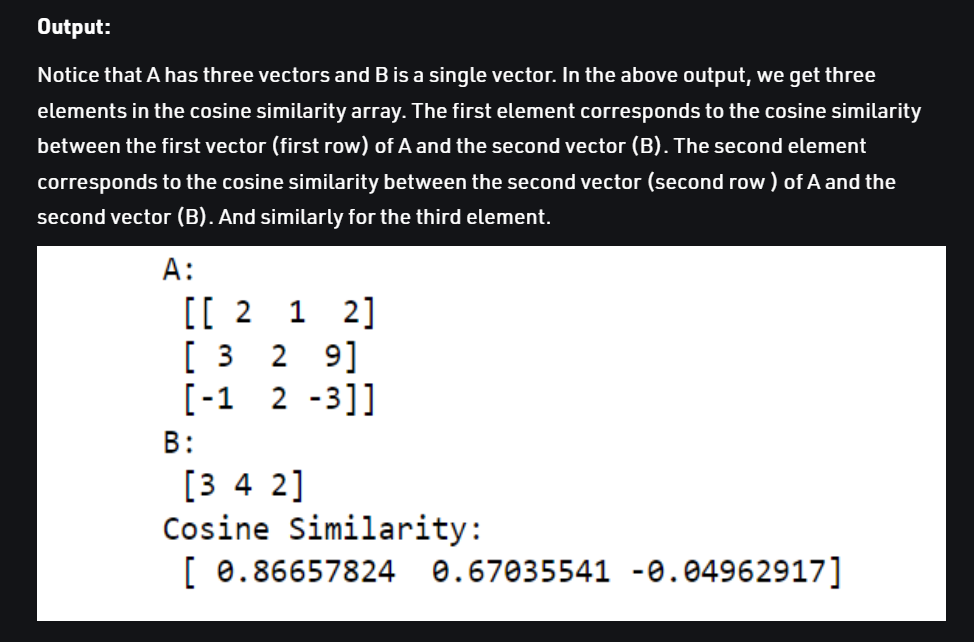 Output:
Notice that A has three vectors and B is a single vector. In the above output, we get three
elements in the cosine similarity array. The first element corresponds to the cosine similarity
between the first vector (first row) of A and the second vector (B). The second element
corresponds to the cosine similarity between the second vector (second row ) of A and the
second vector (B). And similarly for the third element.
A:
[[ 2 1 2]
[ 3 2 9]
[-1 2 -3]]
B:
[3 4 2]
Cosine Similarity:
[ 0.86657824 0.67035541 -0.04962917]